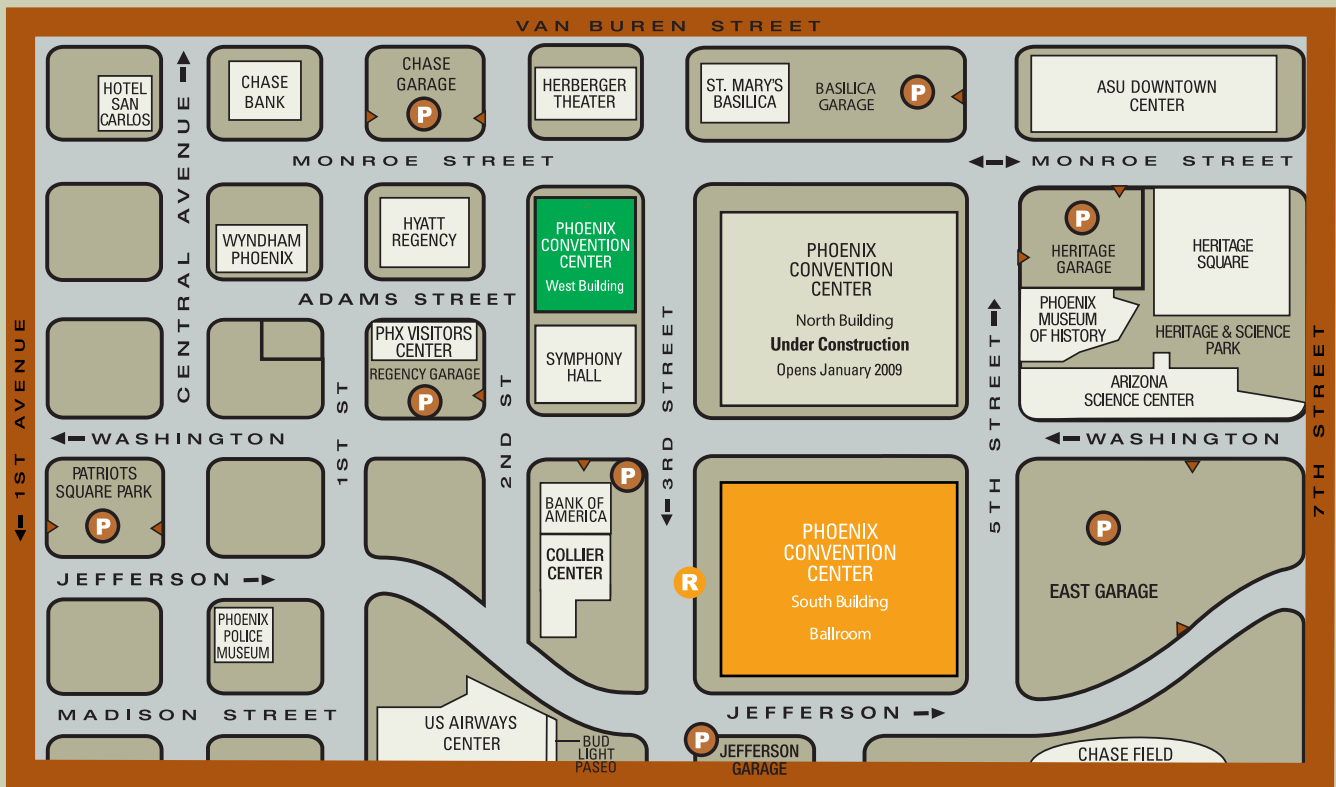 VAN BUREN STREET
HOTEL
SAN
CARLOS
CHASE
BANK
CHASE
GARAGE
P
HERBERGER
THEATER
ST. MARY'S
BASILICA
BASILICA
GARAGE
P
ASU DOWNTOWN
CENTER
MONROE STREET
MONROE STREET
CENTRAL AVENUE
WYNDHAM
PHOENIX
HYATT
REGENCY
PHOENIX
CONVENTION
CENTER
West Building
PHOENIX
CONVENTION
CENTER
North Building
Under Construction
Opens January 2009
P
HERITAGE
GARAGE
HERITAGE
SQUARE
ADAMS STREET
PHX VISITORS
CENTER
REGENCY GARAGE
P
SYMPHONY
HALL
PHOENIX
MUSEUM
OF HISTORY
HERITAGE & SCIENCE
PARK
ARIZONA
SCIENCE CENTER
1ST AVENUE
1ST ST
2ND ST
3RD STREET
5TH STREET
7TH STREET
WASHINGTON
WASHINGTON
PATRIOTS
SQUARE PARK
P
P
BANK OF
AMERICA
COLLIER
CENTER
R
PHOENIX
CONVENTION
CENTER
South Building
Ballroom
P
EAST GARAGE
JEFFERSON
PHOENIX
POLICE
MUSEUM
MADISON STREET
JEFFERSON
US AIRWAYS
CENTER
BUD
LIGHT
PASEO
P
JEFFERSON
GARAGE
CHASE FIELD